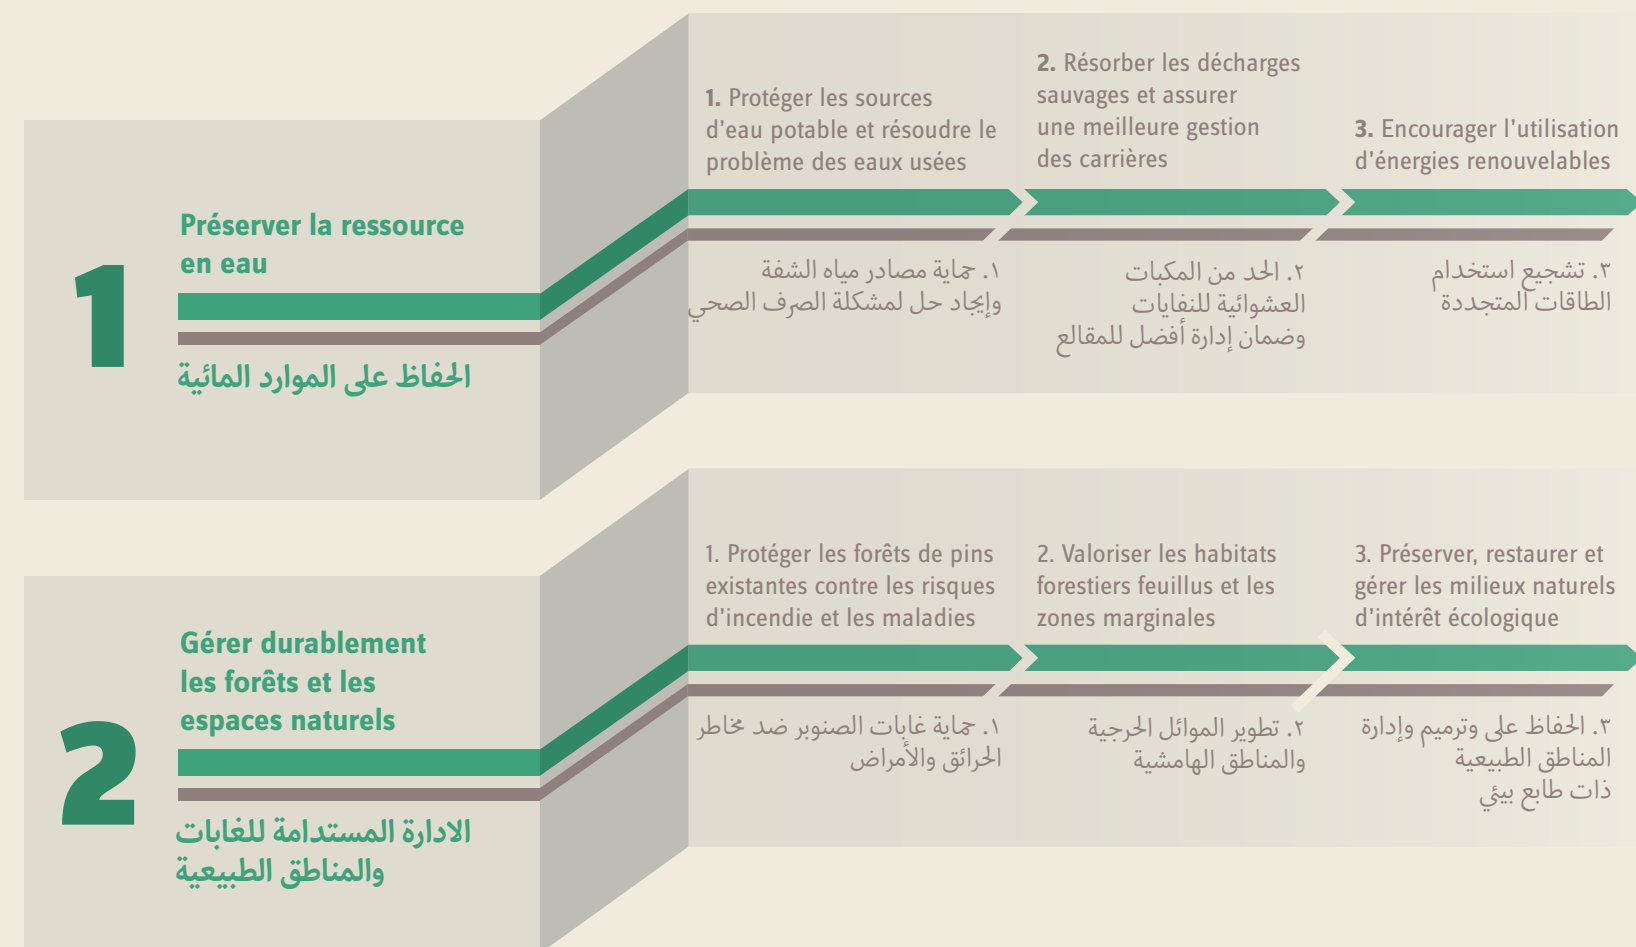 1
Préserver la ressource
en eau
الحفاظ على الموارد المائية
1. Protéger les sources
d'eau potable et résoudre le
problème des eaux usées
١. حماية مصادر مياه الشفة
وإيجاد حل لمشكلة الصرف الصحي
2. Résorber les décharges
sauvages et assurer
une meilleure gestion
des carrières
٢. الحد من المكبات
العشوائية للنفايات
وضمان إدارة أفضل للمقالع
3. Encourager l'utilisation
d'énergies renouvelables
٣. تشجيع استخدام
الطاقات المتجددة
2
Gérer durablement
les forêts et les
espaces naturels
الادارة المستدامة للغابات
والمناطق الطبيعية
1. Protéger les forêts de pins
existantes contre les risques
d'incendie et les maladies
١. حماية غابات الصنوبر ضد مخاطر
الحرائق والأمراض
2. Valoriser les habitats
forestiers feuillus et les
zones marginales
٢. تطوير الموائل الحرجية
والمناطق الهامشية
3. Préserver, restaurer et
gérer les milieux naturels
d'intérêt écologique
٣. الحفاظ على وترميم وإدارة
المناطق الطبيعية
ذات طابع بيئي